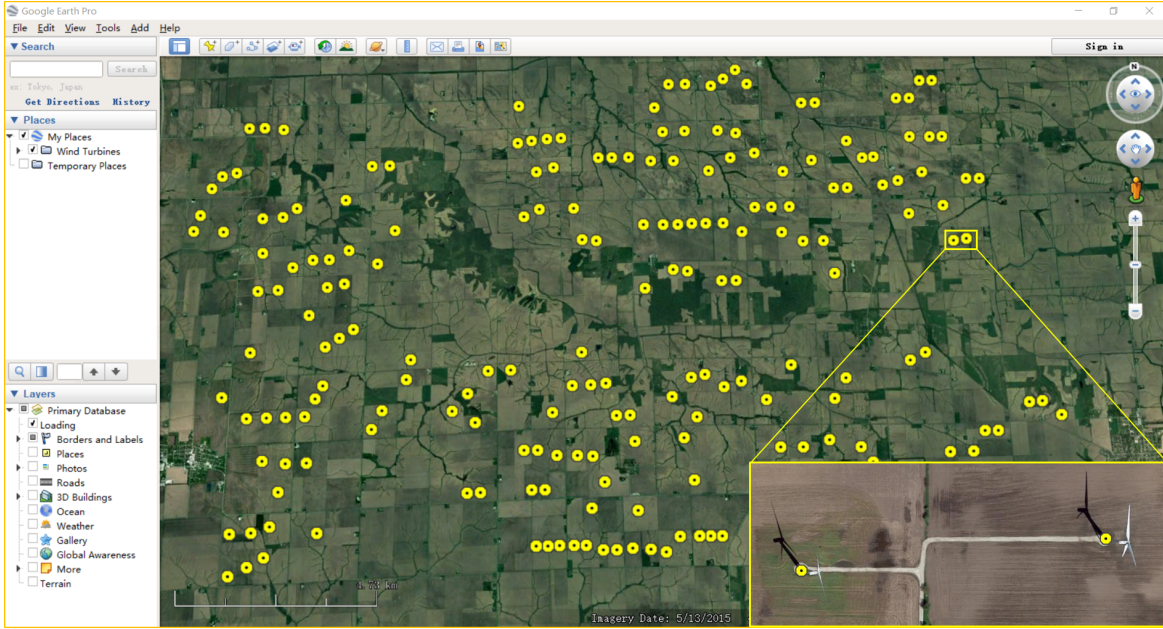 Google Earth Pro
File Edit View Tools Add Help
Search
Sign in
Search
ex: Tokyo, Japan
Get Directions History
Places
My Places
Wind Turbines
Temporary Places
Layers
Primary Database
Loading
Borders and Labels
Places
Photos
Roads
3D Buildings
Ocean
Weather
Gallery
Global Awareness
More
Terrain
N
km
Imagery Date: 5/13/2015